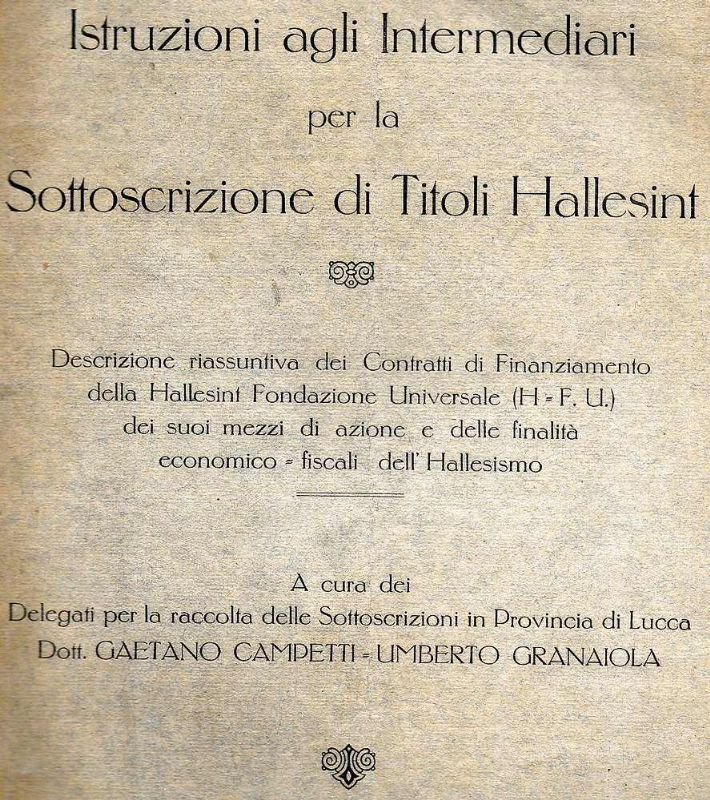 Istruzioni agli Intermediari
per la
Sottoscrizione di Titoli Hallesint
Descrizione riassuntiva dei Contratti di Finanziamento
della Hallesint Fondazione Universale (H=F. U.)
dei suoi mezzi di azione e delle finalità
economico = fiscali dell' Hallesismo
A cura dei
Delegati per la raccolta delle Sottoscrizioni in Provincia di Lucca
Dott. GAETANO CAMPETTI = UMBERTO GRANAIOLA